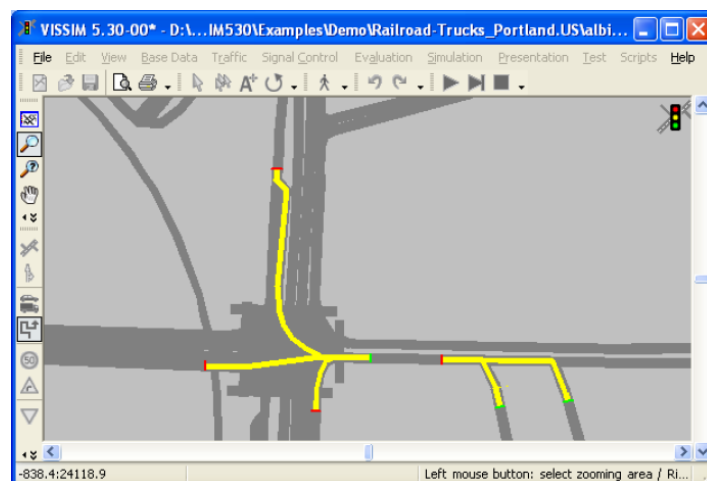 VISSIM 5.30-00* - D:\...IM530\Examples\Demo\Railroad-Trucks_Portland.US\albi...
File Edit View Base Data Traffic Signal Control Evaluation Simulation Presentation Test Scripts Help
A+
50
-838.4:24118.9 Left mouse button: select zooming area / Ri...